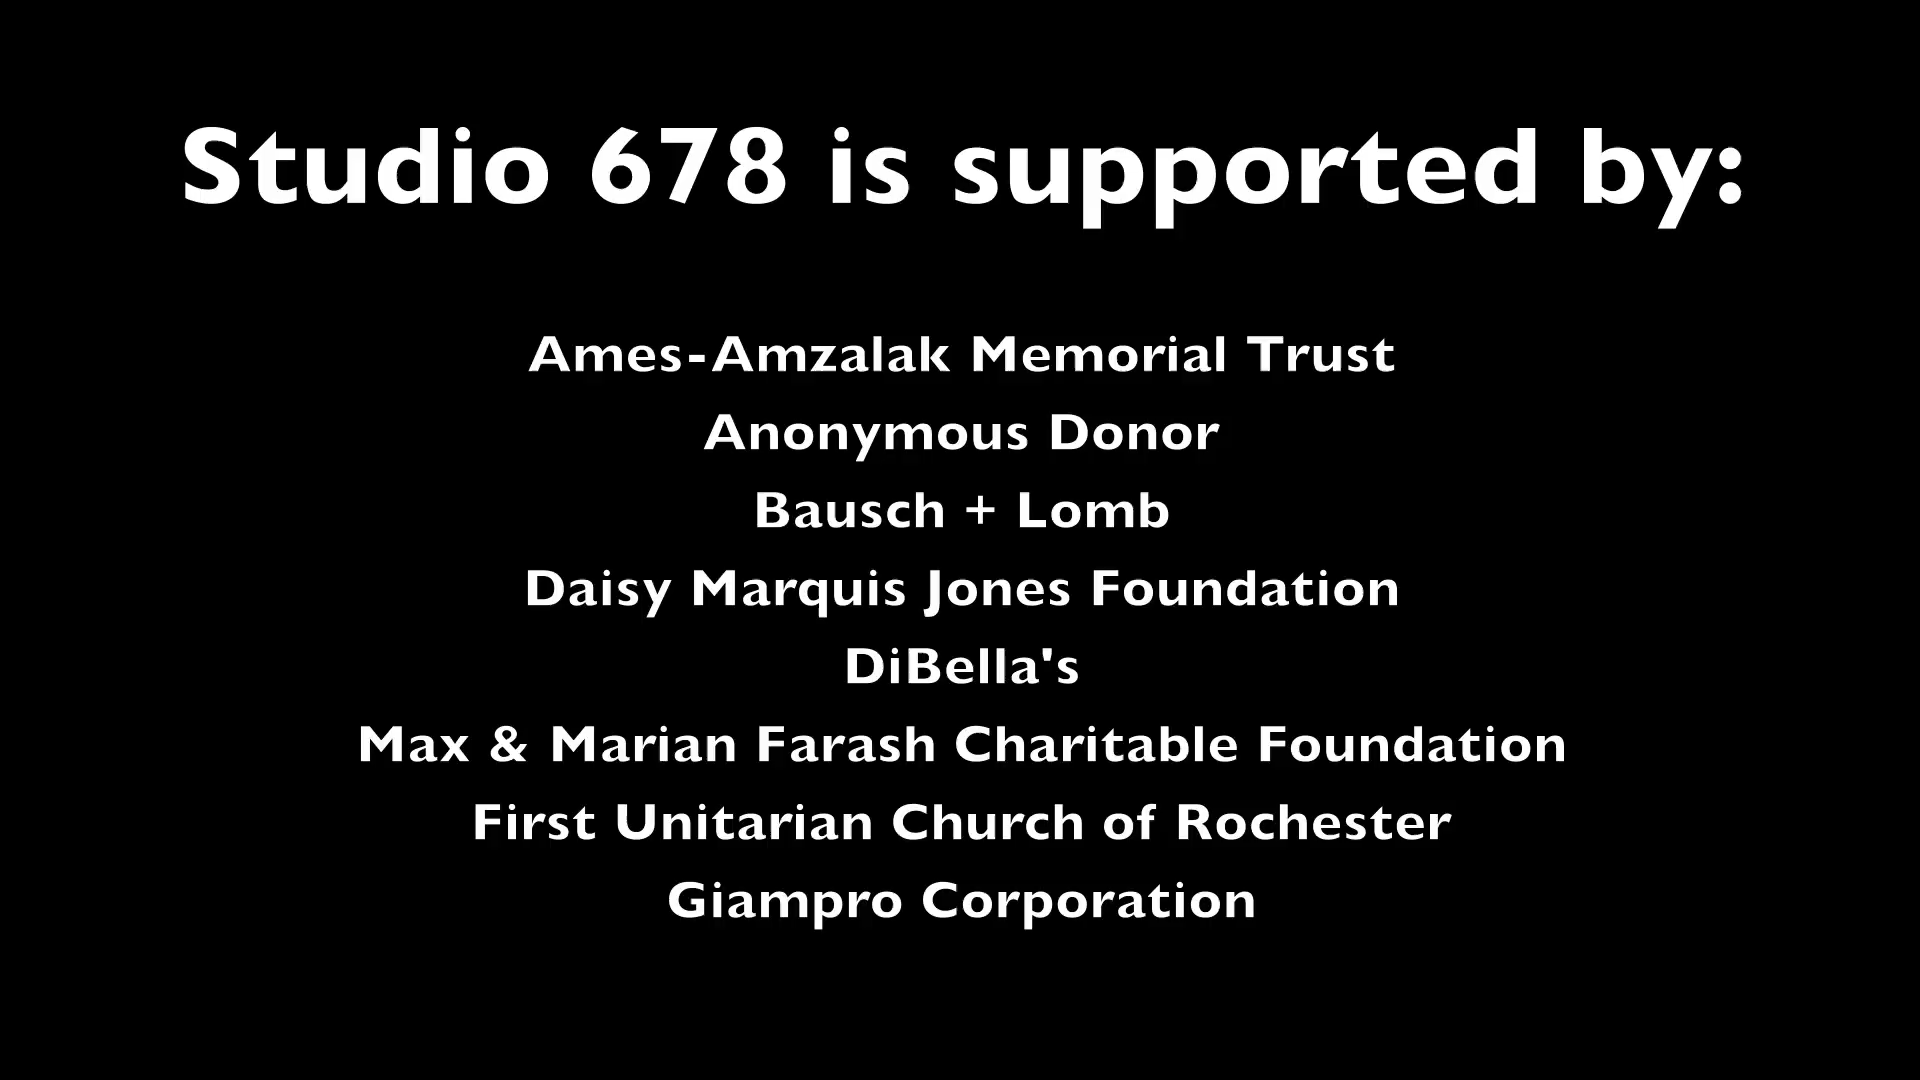 Studio 678 is supported by:
Ames-Amzalak Memorial Trust
Anonymous Donor
Bausch + Lomb
Daisy Marquis Jones Foundation
DiBella's
Max & Marian Farash Charitable Foundation
First Unitarian Church of Rochester
Giampro Corporation